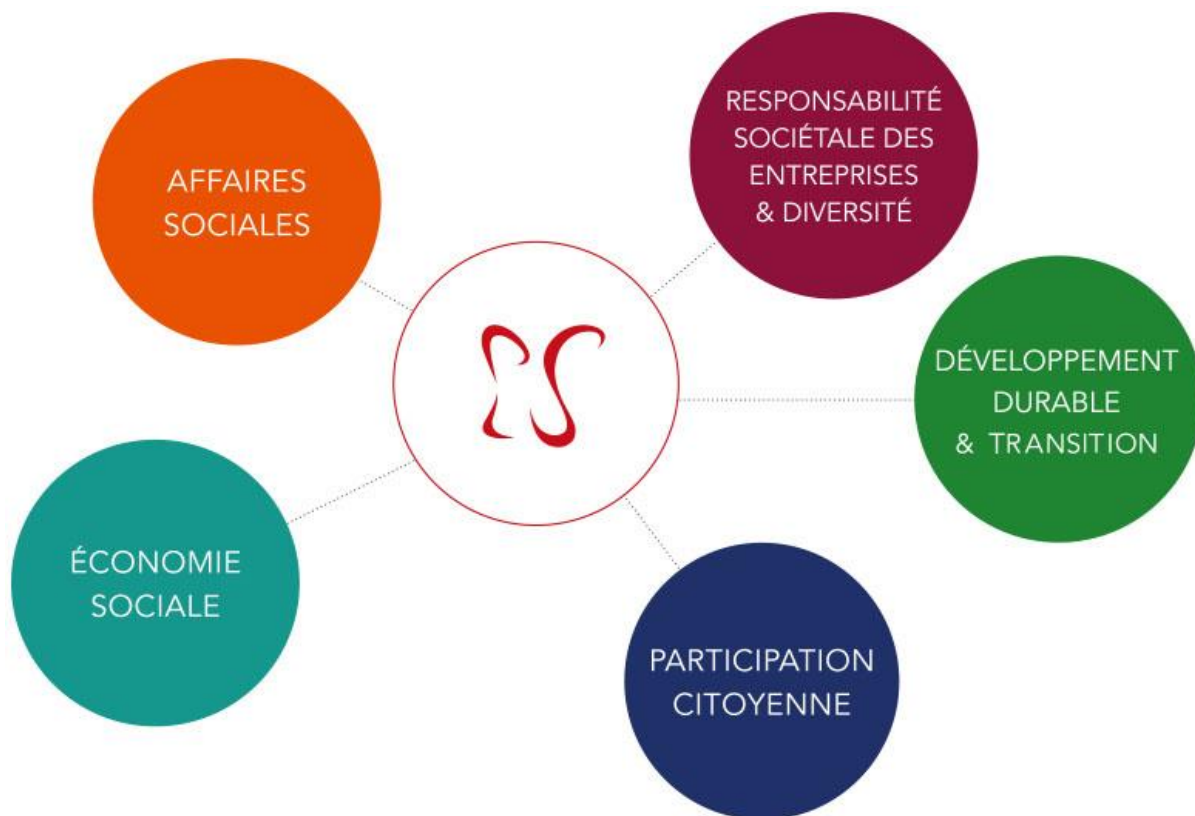 AFFAIRES
SOCIALES
RESPONSABILITÉ
SOCIÉTALE DES
ENTREPRISES
& DIVERSITÉ
DÉVELOPPEMENT
DURABLE
& TRANSITION
ÉCONOMIE
SOCIALE
PARTICIPATION
CITOYENNE